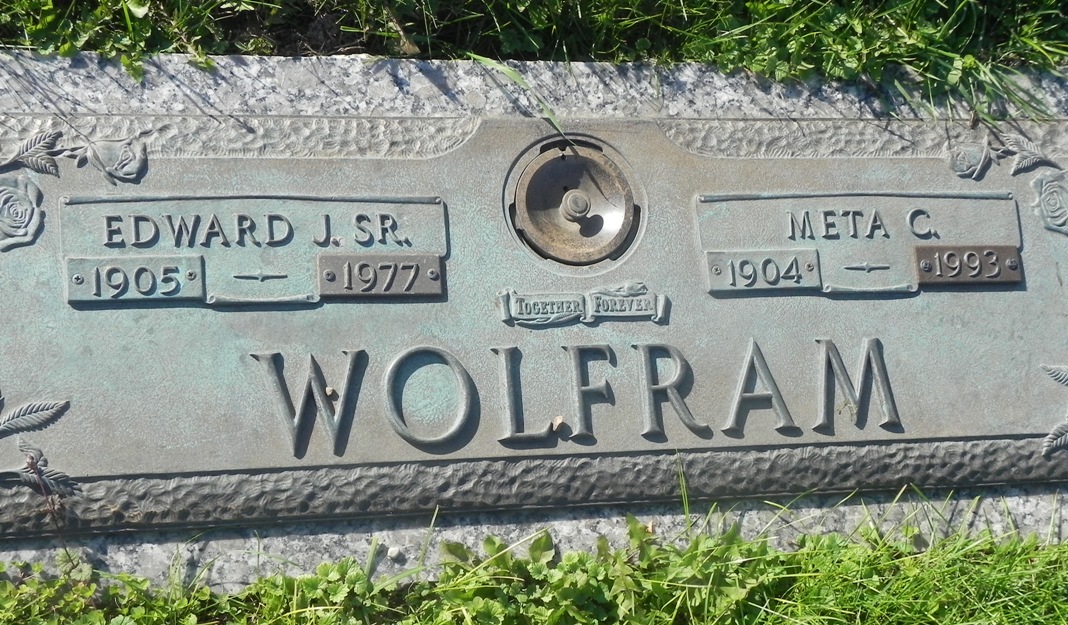 EDWARD J. SR.
1905 – 1977
META C.
1904 – 1993
TOGETHER FOREVER
WOLFRAM